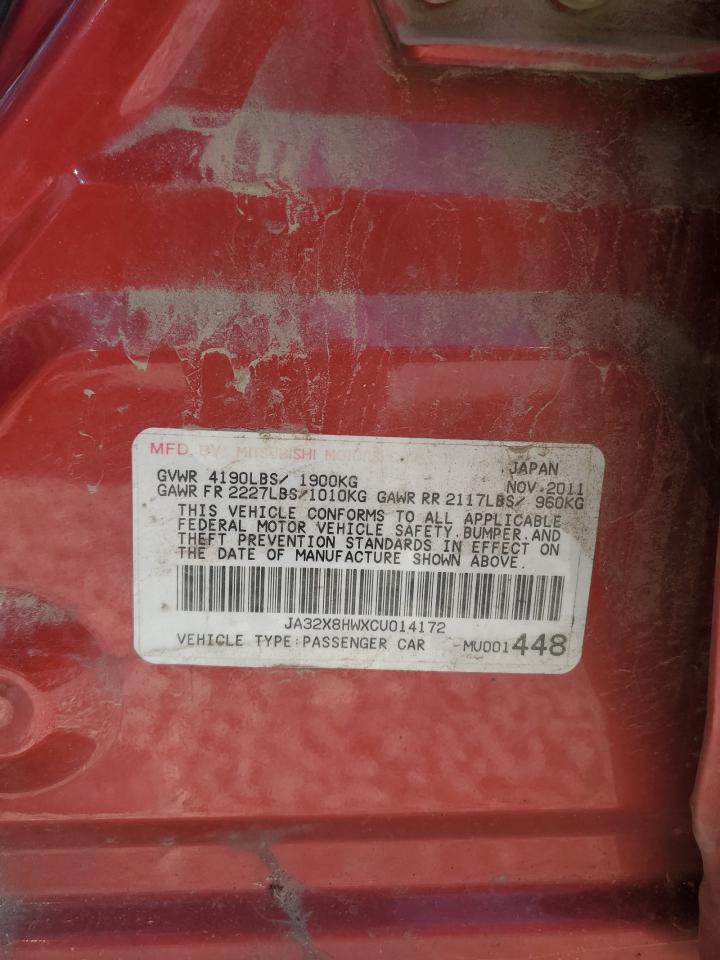 MFD. BY: MITSUBISHI MOTORS
JAPAN
GVWR 4190LBS/ 1900KG NOV.2011
GAWR FR 2227LBS/1010KG GAWR RR 2117LBS/ 960KG
THIS VEHICLE CONFORMS TO ALL APPLICABLE
FEDERAL MOTOR VEHICLE SAFETY,BUMPER,AND
THEFT PREVENTION STANDARDS IN EFFECT ON
THE DATE OF MANUFACTURE SHOWN ABOVE.
JA32X8HWXCU014172
VEHICLE TYPE:PASSENGER CAR MU001448